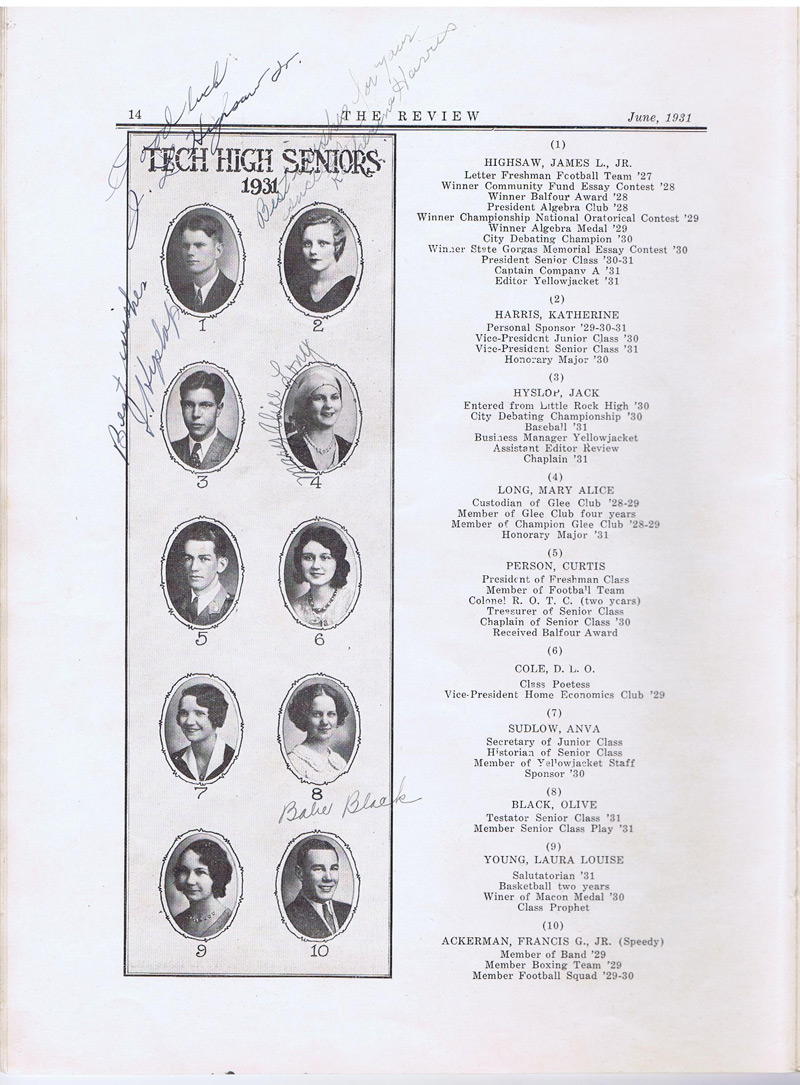 14
THE REVIEW
June, 1931
Good luck
J. L. Highsaw Jr.
Best wishes for your
Katherine Harris
TECH HIGH SENIORS
1931
1
2
Best wishes
J. Hyslop
Mary Alice Long
3
4
5
6
7
8
Babe Black
9
10
(1)
HIGHSAW, JAMES L., JR.
Letter Freshman Football Team '27
Winner Community Fund Essay Contest '28
Winner Balfour Award '28
President Algebra Club '28
Winner Championship National Oratorical Contest '29
Winner Algebra Medal '29
City Debating Champion '30
Winner State Gorgas Memorial Essay Contest '30
President Senior Class '30-31
Captain Company A '31
Editor Yellowjacket '31
(2)
HARRIS, KATHERINE
Personal Sponsor '29-30-31
Vice-President Junior Class '30
Vice-President Senior Class '31
Honorary Major '30
(3)
HYSLOP, JACK
Entered from Little Rock High '30
City Debating Championship '30
Baseball '31
Business Manager Yellowjacket
Assistant Editor Review
Chaplain '31
(4)
LONG, MARY ALICE
Custodian of Glee Club '28-29
Member of Glee Club four years
Member of Champion Glee Club '28-29
Honorary Major '31
(5)
PERSON, CURTIS
President of Freshman Class
Member of Football Team
Colonel R. O. T. C. (two years)
Treasurer of Senior Class
Chaplain of Senior Class '30
Received Balfour Award
(6)
COLE, D. L. O.
Class Poetess
Vice-President Home Economics Club '29
(7)
SUDLOW, ANVA
Secretary of Junior Class
Historian of Senior Class
Member of Yellowjacket Staff
Sponsor '30
(8)
BLACK, OLIVE
Testator Senior Class '31
Member Senior Class Play '31
(9)
YOUNG, LAURA LOUISE
Salutatorian '31
Basketball two years
Winer of Macon Medal '30
Class Prophet
(10)
ACKERMAN, FRANCIS G., JR. (Speedy)
Member of Band '29
Member Boxing Team '29
Member Football Squad '29-30